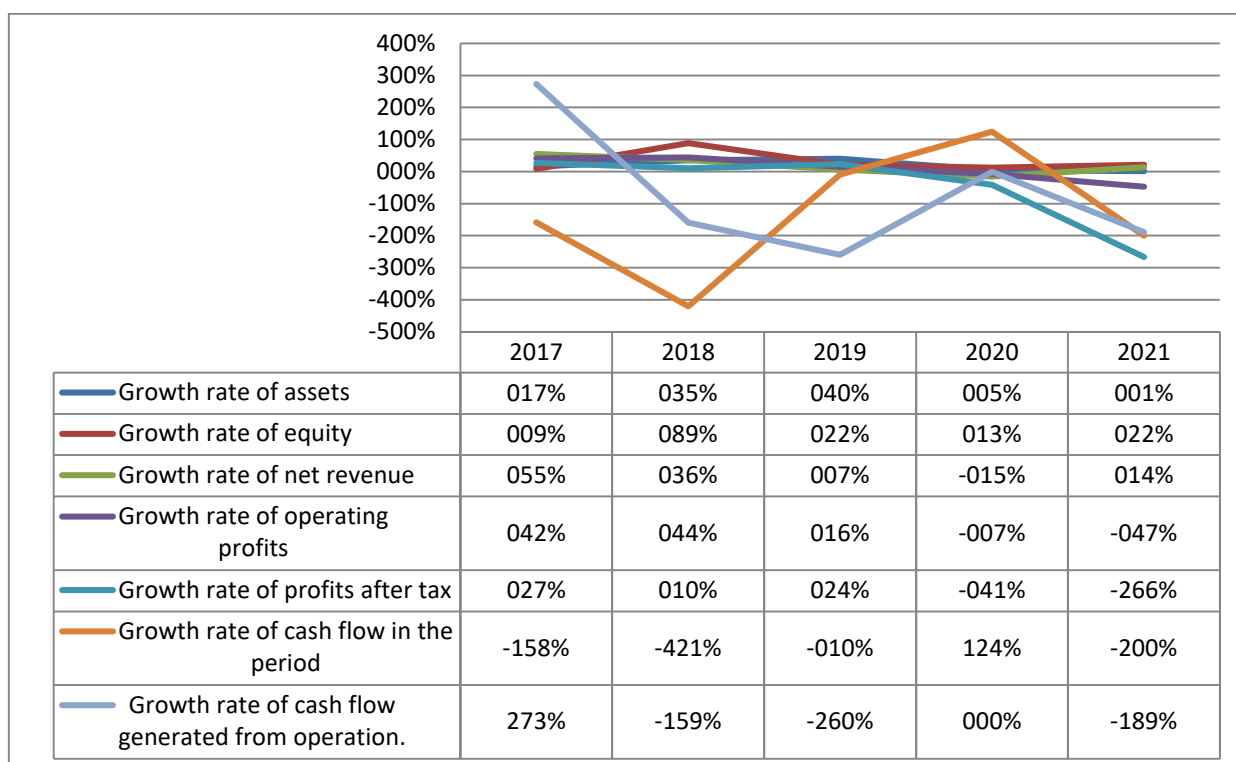 400%
300%
200%
100%
000%
-100%
-200%
-300%
-400%
-500%
2017 2018 2019 2020 2021
Growth rate of assets 017% 035% 040% 005% 001%
Growth rate of equity 009% 089% 022% 013% 022%
Growth rate of net revenue 055% 036% 007% -015% 014%
Growth rate of operating
profits 042% 044% 016% -007% -047%
Growth rate of profits after tax 027% 010% 024% -041% -266%
Growth rate of cash flow in the
period -158% -421% -010% 124% -200%
Growth rate of cash flow
generated from operation. 273% -159% -260% 000% -189%